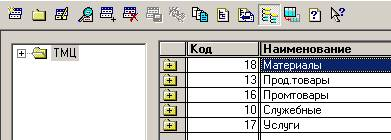 ТМЦ
Код Наименование
18 Материалы
13 Прод.товары
16 Промтовары
10 Служебные
17 Услуги